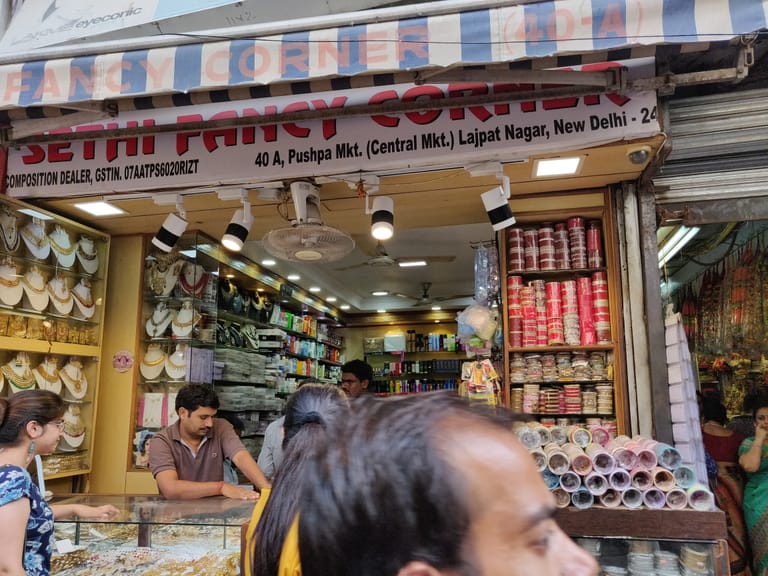 eyeconic
FANCY CORNER (40-A)
SETHI FANCY CORNER
40 A, Pushpa Mkt. (Central Mkt.) Lajpat Nagar, New Delhi - 24
COMPOSITION DEALER, GSTIN. 07AATPS6020RIZT